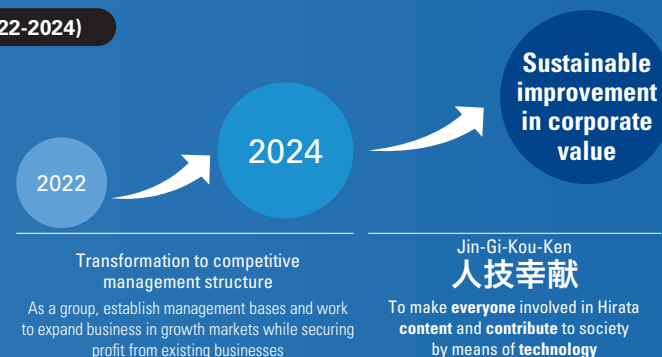 22-2024)
2022
2024
Sustainable
improvement
in corporate
value
Transformation to competitive
management structure
As a group, establish management bases and work
to expand business in growth markets while securing
profit from existing businesses
Jin-Gi-Kou-Ken
人技幸献
To make everyone involved in Hirata
content and contribute to society
by means of technology